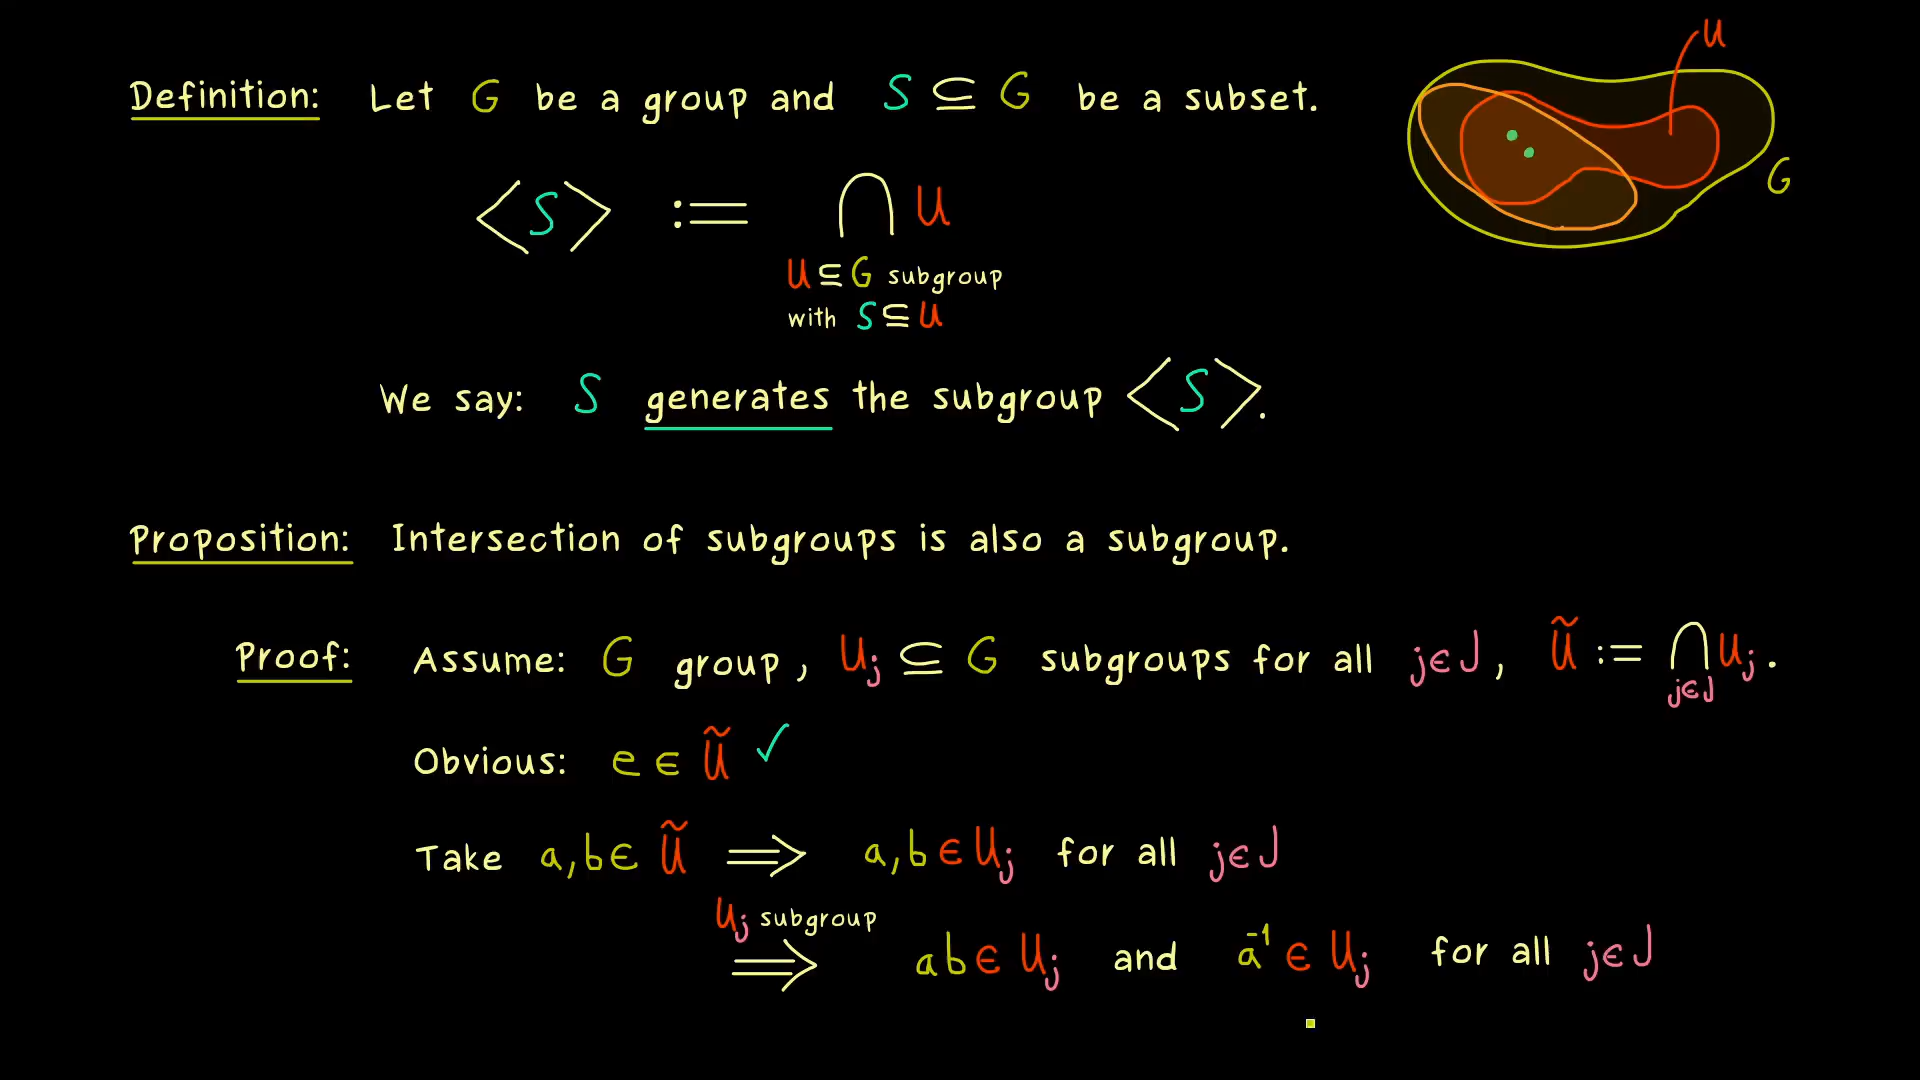 U
Definition: Let G be a group and S ⊆ G be a subset.
G
⟨S⟩ := ⋂ U
U ⊆ G subgroup
with S ⊆ U
We say: S generates the subgroup ⟨S⟩.
Proposition: Intersection of subgroups is also a subgroup.
Proof: Assume: G group, Uⱼ ⊆ G subgroups for all j∈J, Ũ := ⋂ Uⱼ.
j∈J
Obvious: e ∈ Ũ ✓
Take a,b ∈ Ũ ⟹ a,b ∈ Uⱼ for all j∈J
Uⱼ subgroup
⟹ ab ∈ Uⱼ and a⁻¹ ∈ Uⱼ for all j∈J